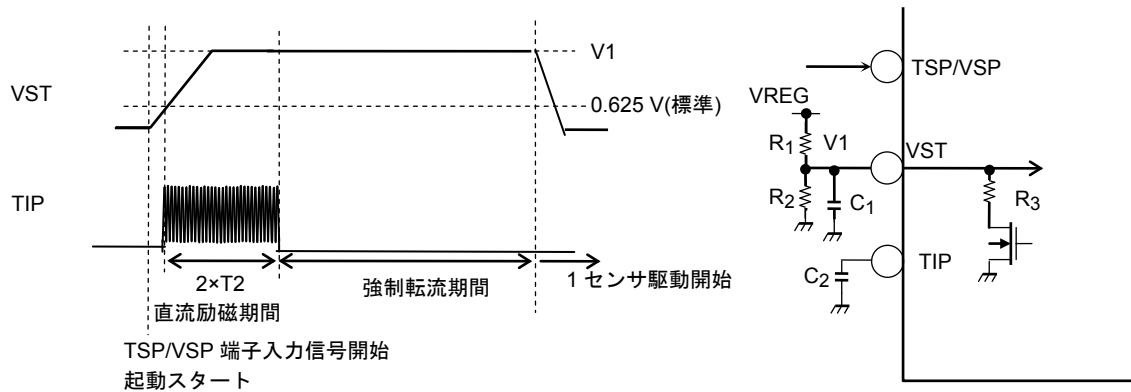 VST
V1
0.625 V(標準)
TIP
2×T2
直流励磁期間
強制転流期間
1 センサ駆動開始
TSP/VSP 端子入力信号開始
起動スタート
TSP/VSP
VREG
R1
V1
VST
R2
C1
R3
C2
TIP